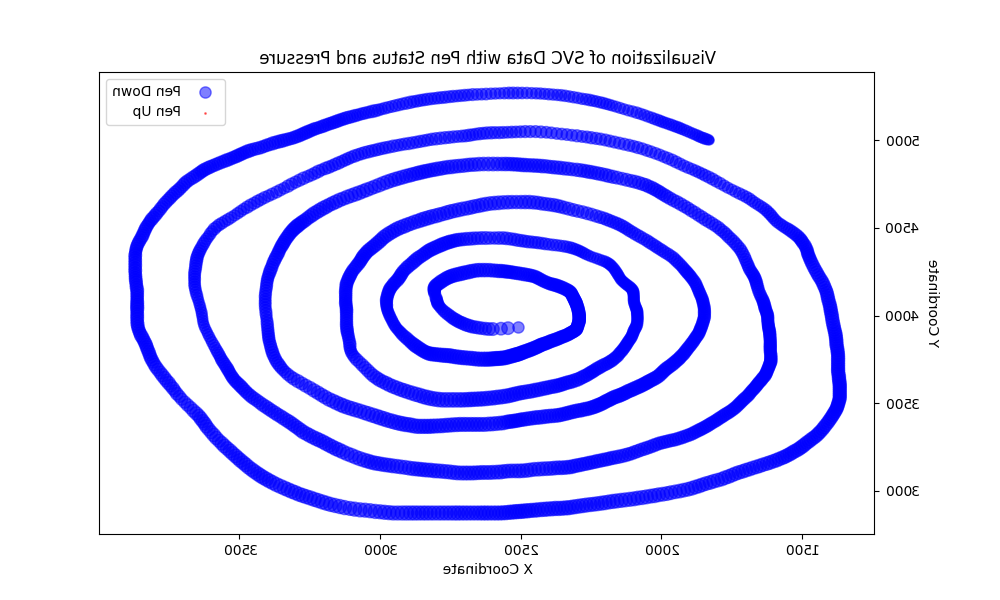 Visualization of SVC Data with Pen Status and Pressure
Pen Down
Pen Up
5000
4500
4000
3500
3000
Y Coordinate
3500
3000
2500
2000
1500
X Coordinate